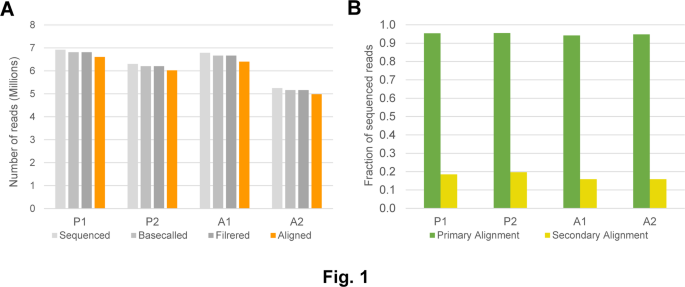 A
Number of reads (Millions)
8
7
6
5
4
3
2
1
0
P1 P2 A1 A2
Sequenced Basecalled Filrered Aligned
B
Fraction of sequenced reads
1.0
0.9
0.8
0.7
0.6
0.5
0.4
0.3
0.2
0.1
0.0
P1 P2 A1 A2
Primary Alignment Secondary Alignment
Fig. 1